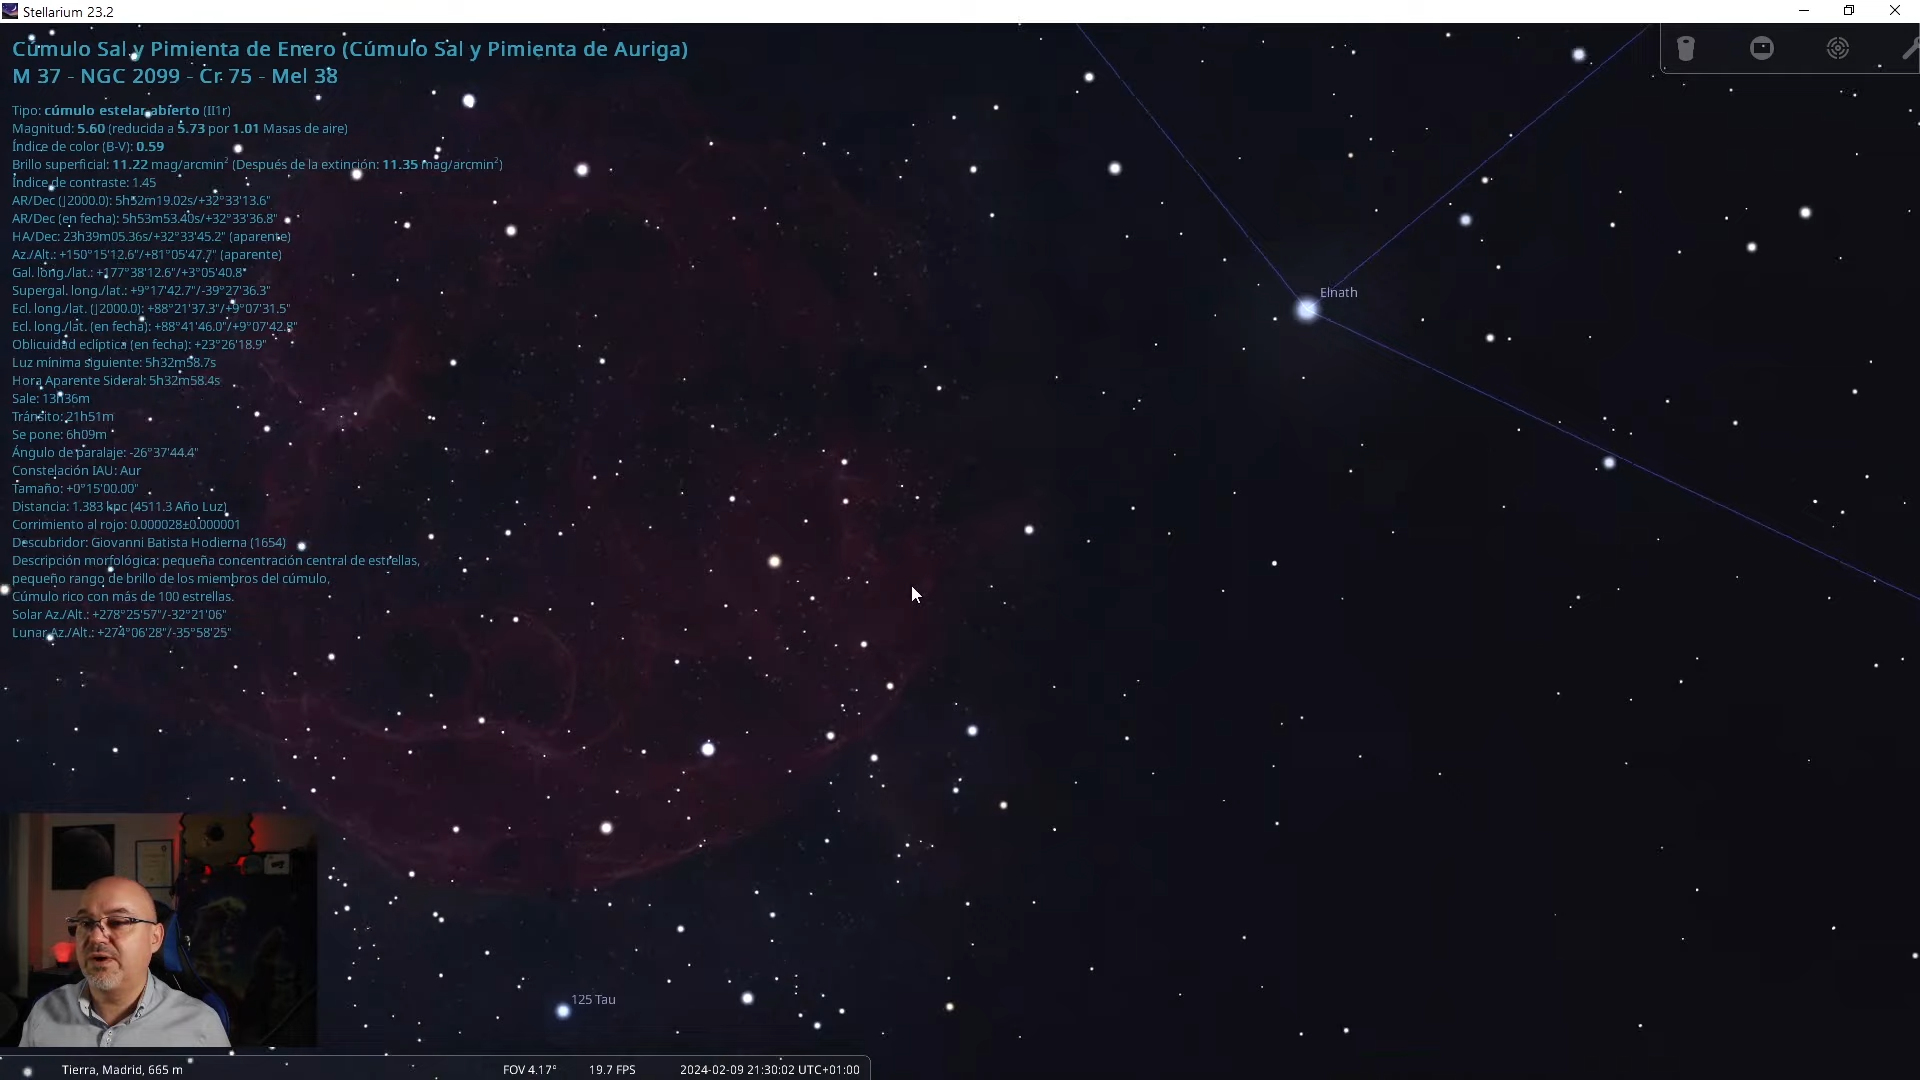 Stellarium 23.2
Cúmulo Sal y Pimienta de Enero (Cúmulo Sal y Pimienta de Auriga)
M 37 - NGC 2099 - Cr 75 - Mel 38
Tipo: cúmulo estelar abierto (II1r)
Magnitud: 5.60 (reducida a 5.73 por 1.01 Masas de aire)
Índice de color (B-V): 0.59
Brillo superficial: 11.22 mag/arcmin² (Después de la extinción: 11.35 mag/arcmin²)
Índice de contraste: 1.45
AR/Dec (J2000.0): 5h52m19.02s/+32°33'13.6"
AR/Dec (en fecha): 5h53m53.40s/+32°33'36.8"
HA/Dec: 23h39m05.36s/+32°33'45.2" (aparente)
Az./Alt.: +150°15'12.6"/+81°05'47.7" (aparente)
Gal. long./lat.: +177°38'12.6"/+3°05'40.8"
Supergal. long./lat.: +9°17'42.7"/-39°27'36.3"
Ecl. long./lat. (J2000.0): +88°21'37.3"/+9°07'31.5"
Ecl. long./lat. (en fecha): +88°41'46.0"/+9°07'42.8"
Oblicuidad eclíptica (en fecha): +23°26'18.9"
Luz mínima siguiente: 5h32m58.7s
Hora Aparente Sideral: 5h32m58.4s
Sale: 13h36m
Tránsito: 21h51m
Se pone: 6h09m
Ángulo de paralaje: -26°37'44.4"
Constelación IAU: Aur
Tamaño: +0°15'00.00"
Distancia: 1.383 kpc (4511.3 Año Luz)
Corrimiento al rojo: 0.000028±0.000001
Descubridor: Giovanni Batista Hodierna (1654)
Descripción morfológica: pequeña concentración central de estrellas,
pequeño rango de brillo de los miembros del cúmulo,
Cúmulo rico con más de 100 estrellas.
Solar Az./Alt.: +278°25'57"/-32°21'06"
Lunar Az./Alt.: +274°06'28"/-35°58'25"
Elnath
125 Tau
Tierra, Madrid, 665 m
FOV 4.17°
19.7 FPS
2024-02-09 21:30:02 UTC+01:00